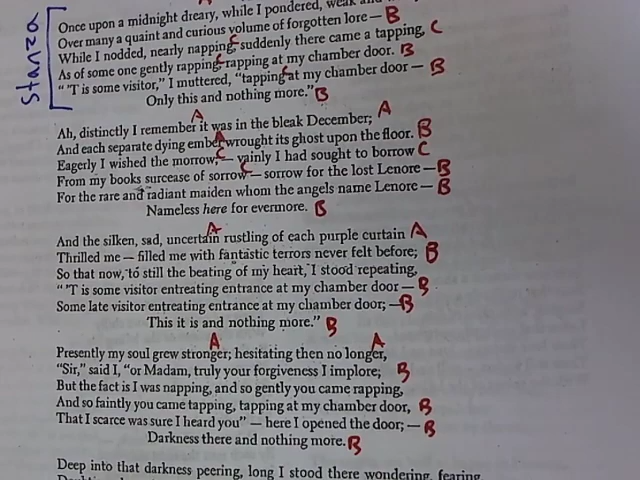 Stanza
Once upon a midnight dreary, while I pondered, weak and
Over many a quaint and curious volume of forgotten lore — B
C
While I nodded, nearly napping, suddenly there came a tapping, C
C
As of some one gently rapping, rapping at my chamber door. B
C
“ 'T is some visitor,” I muttered, “tapping at my chamber door — B
Only this and nothing more.” B
A
Ah, distinctly I remember it was in the bleak December; A
A
And each separate dying ember wrought its ghost upon the floor. B
C
Eagerly I wished the morrow; — vainly I had sought to borrow C
C
From my books surcease of sorrow — sorrow for the lost Lenore — B
For the rare and radiant maiden whom the angels name Lenore — B
Nameless here for evermore. B
A
And the silken, sad, uncertain rustling of each purple curtain A
Thrilled me — filled me with fantastic terrors never felt before; B
So that now, to still the beating of my heart, I stood repeating,
“ 'T is some visitor entreating entrance at my chamber door — B
Some late visitor entreating entrance at my chamber door; — B
This it is and nothing more.” B
A A
Presently my soul grew stronger; hesitating then no longer,
“Sir,” said I, “or Madam, truly your forgiveness I implore; B
But the fact is I was napping, and so gently you came rapping,
And so faintly you came tapping, tapping at my chamber door, B
That I scarce was sure I heard you” — here I opened the door; — B
Darkness there and nothing more. B
Deep into that darkness peering, long I stood there wondering, fearing,